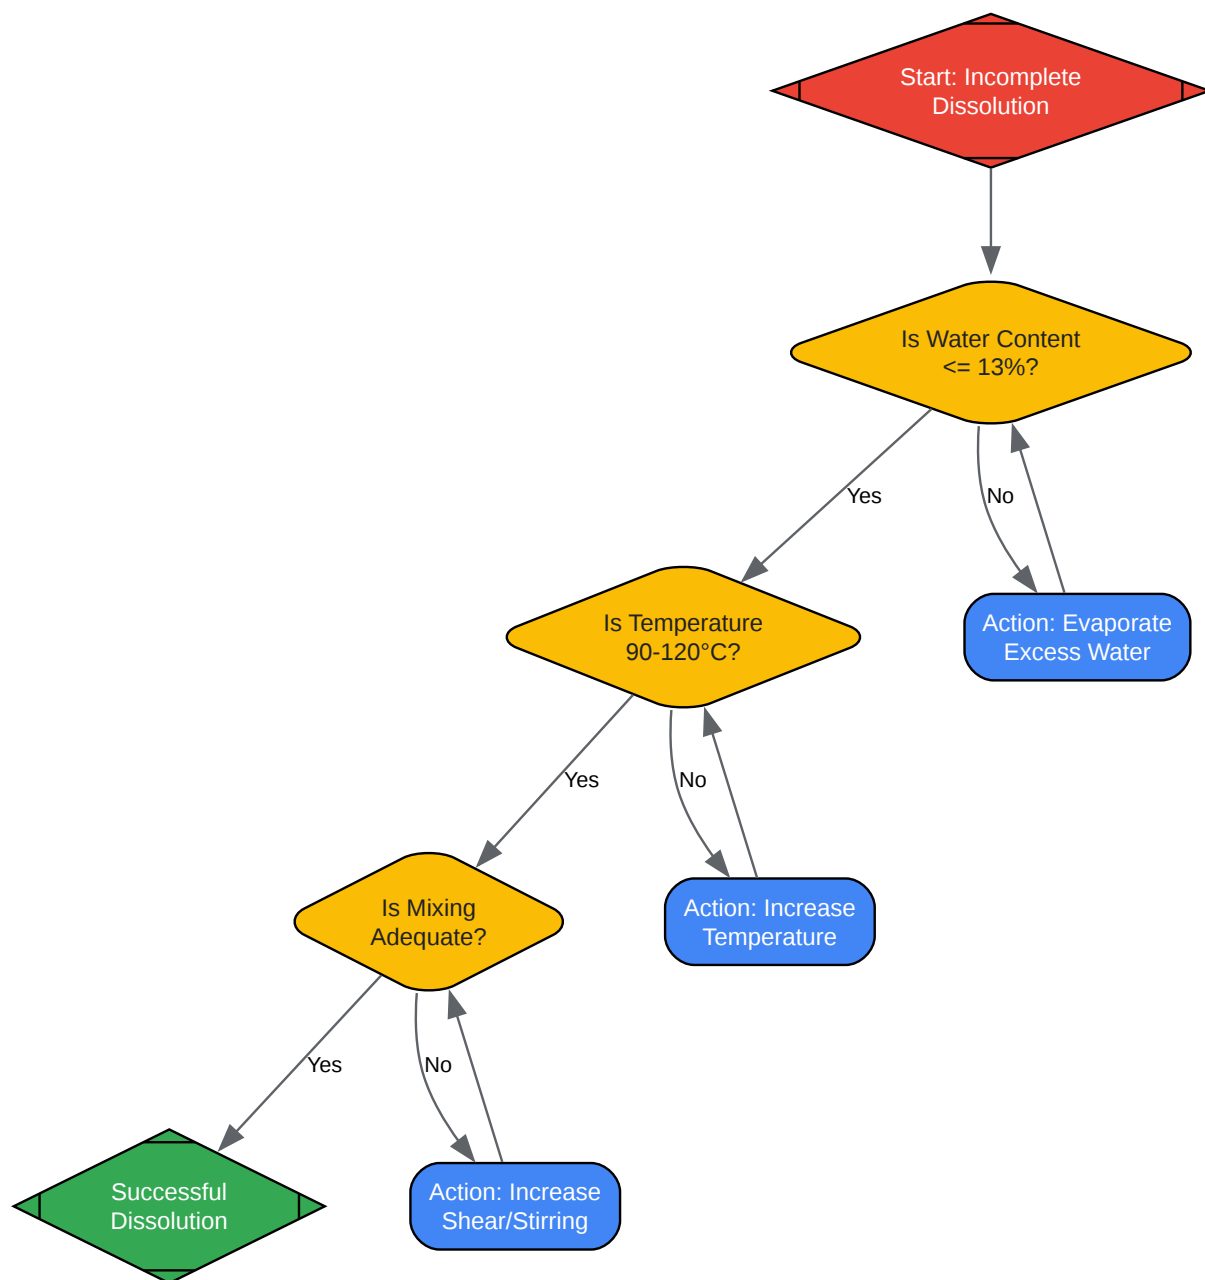 Start: Incomplete
Dissolution
Is Water Content
<= 13%?
Yes
No
Is Temperature
90-120°C?
Action: Evaporate
Excess Water
Yes
No
Is Mixing
Adequate?
Action: Increase
Temperature
Yes
No
Successful
Dissolution
Action: Increase
Shear/Stirring